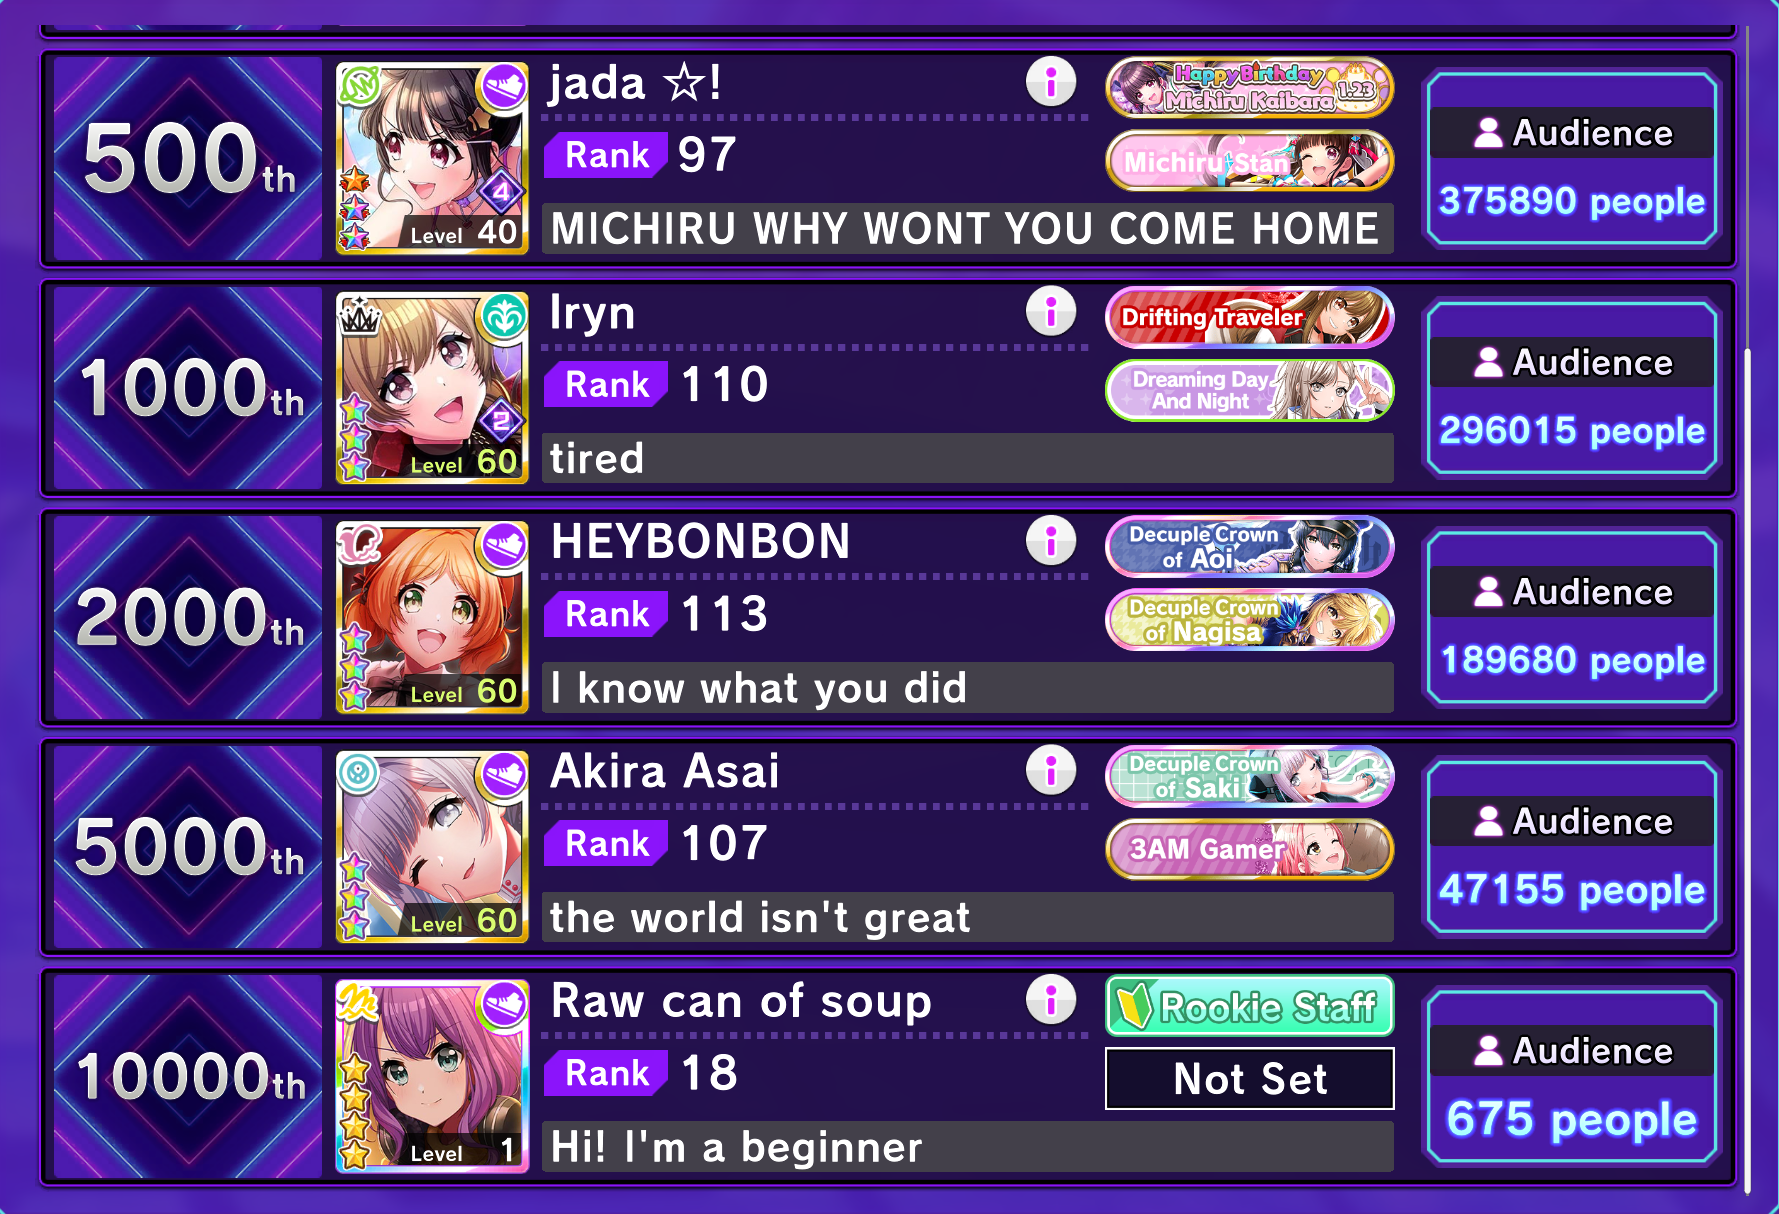 500th
4
Level 40
jada ☆!
Rank 97
MICHIRU WHY WONT YOU COME HOME
Happy Birthday
Michiru Kaibara 1.23
Michiru Stan
Audience
375890 people
1000th
2
Level 60
Iryn
Rank 110
tired
Drifting Traveler
Dreaming Day
And Night
Audience
296015 people
2000th
Level 60
HEYBONBON
Rank 113
I know what you did
Decuple Crown
of Aoi
Decuple Crown
of Nagisa
Audience
189680 people
5000th
Level 60
Akira Asai
Rank 107
the world isn't great
Decuple Crown
of Saki
3AM Gamer
Audience
47155 people
10000th
Level 1
Raw can of soup
Rank 18
Hi! I'm a beginner
Rookie Staff
Not Set
Audience
675 people